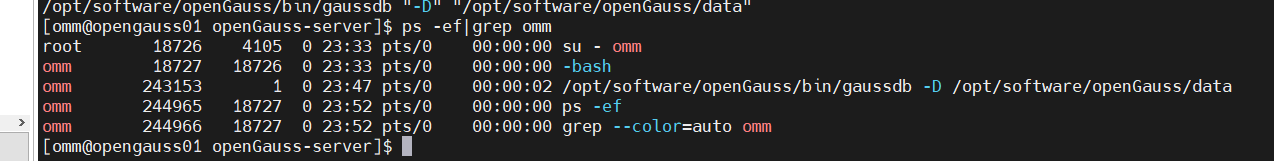 /opt/software/openGauss/bin/gaussdb "-D" "/opt/software/openGauss/data"
[omm@opengauss01 openGauss-server]$ ps -ef|grep omm
root       18726    4105  0 23:33 pts/0    00:00:00 su - omm
omm        18727   18726  0 23:33 pts/0    00:00:00 -bash
omm       243153       1  0 23:47 pts/0    00:00:02 /opt/software/openGauss/bin/gaussdb -D /opt/software/openGauss/data
omm       244965   18727  0 23:52 pts/0    00:00:00 ps -ef
omm       244966   18727  0 23:52 pts/0    00:00:00 grep --color=auto omm
[omm@opengauss01 openGauss-server]$